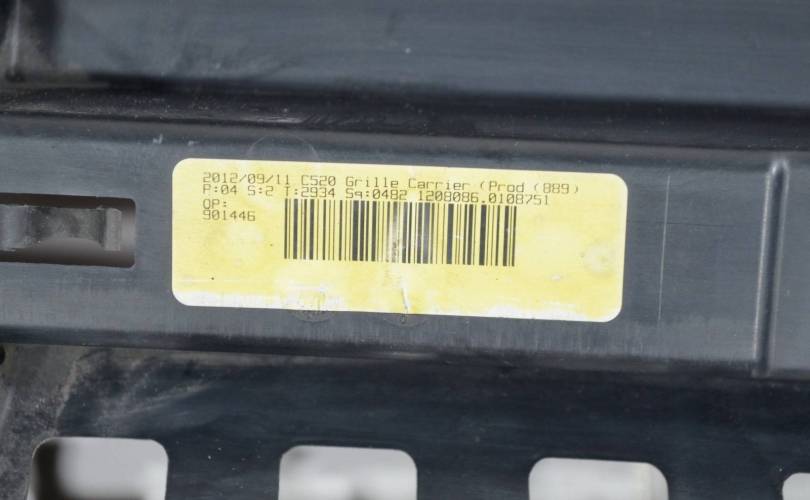 2012/09/11 C520 Grille Carrier (Prod (889)
P:04 S:2 T:2934 Sq:0482 1208086.0108751
OP:
901446